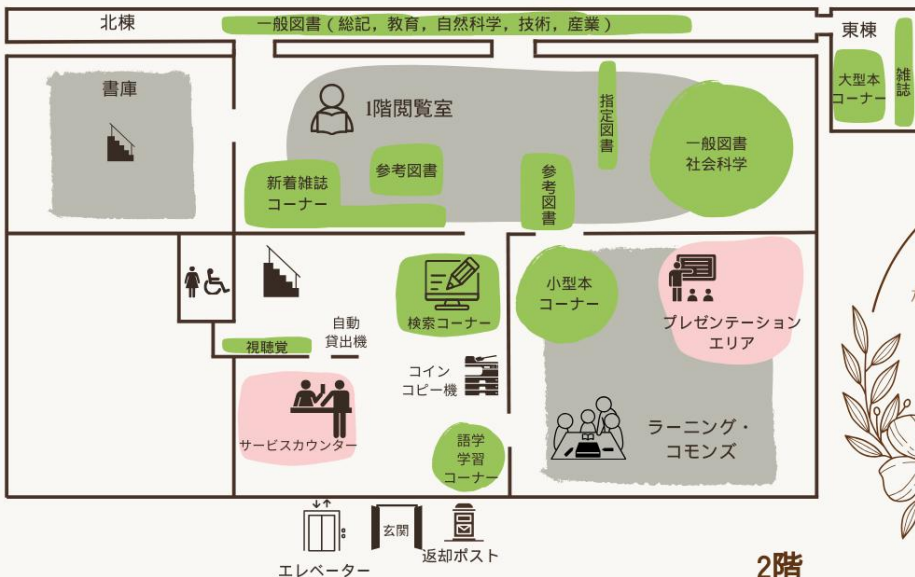 北棟
一般図書(総記，教育，自然科学，技術，産業)
東棟
書庫
1階閲覧室
指定図書
一般図書
社会科学
大型本
コーナー
雑誌
新着雑誌
コーナー
参考図書
参考図書
小型本
コーナー
プレゼンテーション
エリア
検索コーナー
自動
貸出機
視聴覚
コイン
コピー機
サービスカウンター
語学
学習
コーナー
ラーニング・
コモンズ
エレベーター
玄関
返却ポスト
2階